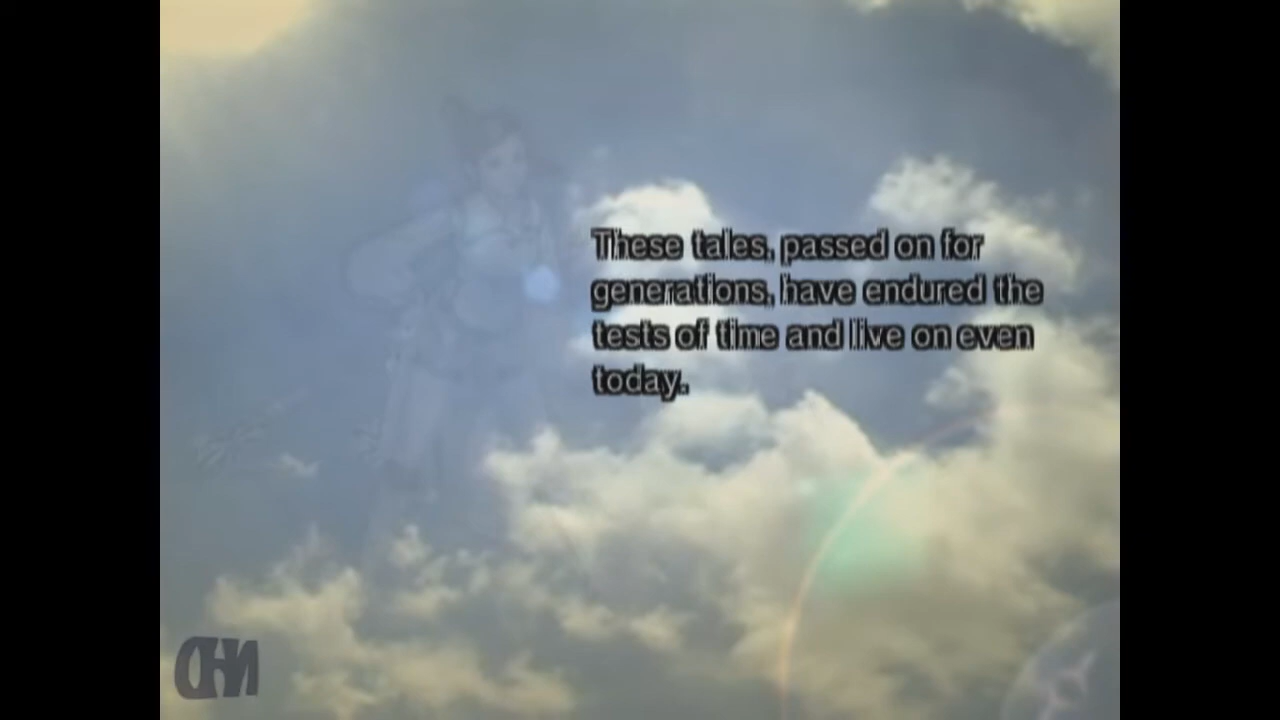 These tales, passed on for
generations, have endured the
tests of time and live on even
today.